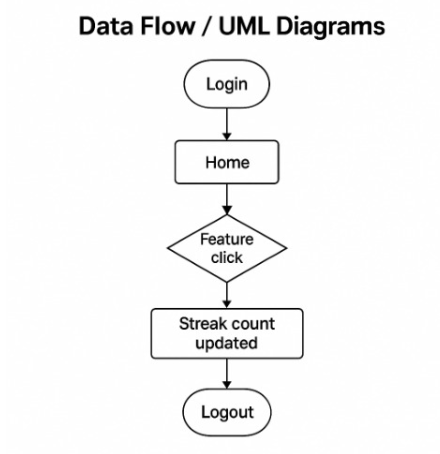 Data Flow / UML Diagrams
Login
Home
Feature
click
Streak count
updated
Logout